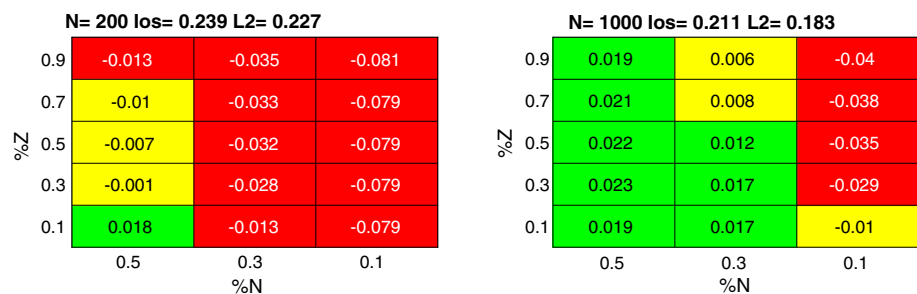 N= 200 los= 0.239 L2= 0.227
0.9 -0.013 -0.035 -0.081
0.7 -0.01 -0.033 -0.079
0.5 -0.007 -0.032 -0.079
0.3 -0.001 -0.028 -0.079
0.1 0.018 -0.013 -0.079
0.5 0.3 0.1
%N
%Z
N= 1000 los= 0.211 L2= 0.183
0.9 0.019 0.006 -0.04
0.7 0.021 0.008 -0.038
0.5 0.022 0.012 -0.035
0.3 0.023 0.017 -0.029
0.1 0.019 0.017 -0.01
0.5 0.3 0.1
%N
%Z